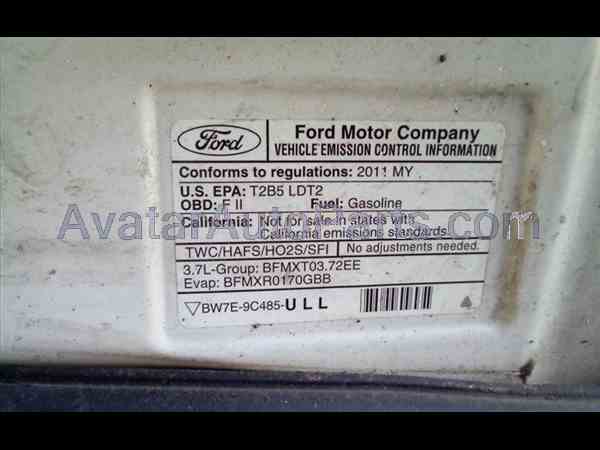 Ford
Ford Motor Company
VEHICLE EMISSION CONTROL INFORMATION
Conforms to regulations: 2011 MY
U.S. EPA: T2B5 LDT2
OBD: F II Fuel: Gasoline
California: Not for sale in states with
California emissions standards.
TWC/HAFS/HO2S/SFI No adjustments needed.
3.7L-Group: BFMXT03.72EE
Evap: BFMXR0170GBB
BW7E-9C485-ULL